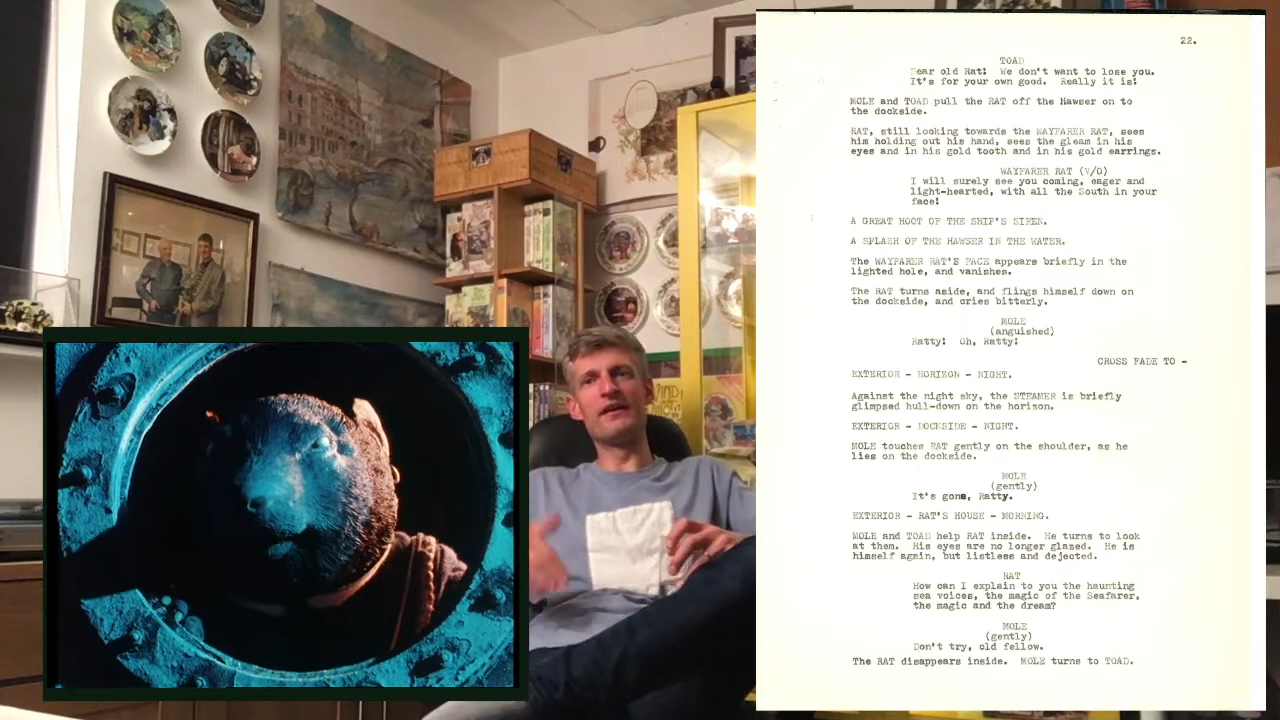 22.
TOAD
Dear old Rat! We don't want to lose you.
It's for your own good. Really it is!
MOLE and TOAD pull the RAT off the Hawser on to
the dockside.
RAT, still looking towards the WAYFARER RAT, sees
him holding out his hand, sees the gleam in his
eyes and in his gold tooth and in his gold earrings.
WAYFARER RAT (V/O)
I will surely see you coming, eager and
light-hearted, with all the South in your
face!
A GREAT HOOT OF THE SHIP'S SIREN.
A SPLASH OF THE HAWSER IN THE WATER.
The WAYFARER RAT'S FACE appears briefly in the
lighted hole, and vanishes.
The RAT turns aside, and flings himself down on
the dockside, and cries bitterly.
MOLE
(anguished)
Ratty! Oh, Ratty!
CROSS FADE TO -
EXTERIOR - HORIZON - NIGHT.
Against the night sky, the STEAMER is briefly
glimpsed hull-down on the horizon.
EXTERIOR - DOCKSIDE - NIGHT.
MOLE touches RAT gently on the shoulder, as he
lies on the dockside.
MOLE
(gently)
It's gone, Ratty.
EXTERIOR - RAT'S HOUSE - MORNING.
MOLE and TOAD help RAT inside. He turns to look
at them. His eyes are no longer glazed. He is
himself again, but listless and dejected.
RAT
How can I explain to you the haunting
sea voices, the magic of the Seafarer,
the magic and the dream?
MOLE
(gently)
Don't try, old fellow.
The RAT disappears inside. MOLE turns to TOAD.